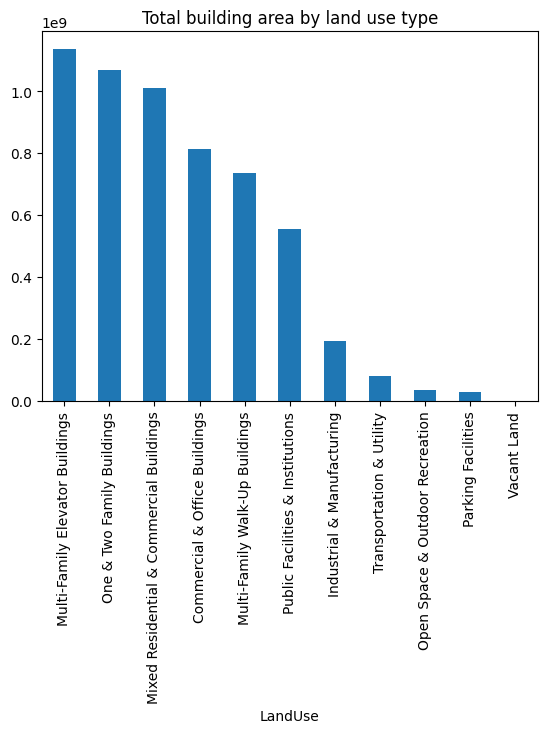 Total building area by land use type
1e9
1.0
0.8
0.6
0.4
0.2
0.0
Multi-Family Elevator Buildings
One & Two Family Buildings
Mixed Residential & Commercial Buildings
Commercial & Office Buildings
Multi-Family Walk-Up Buildings
Public Facilities & Institutions
Industrial & Manufacturing
Transportation & Utility
Open Space & Outdoor Recreation
Parking Facilities
Vacant Land
LandUse